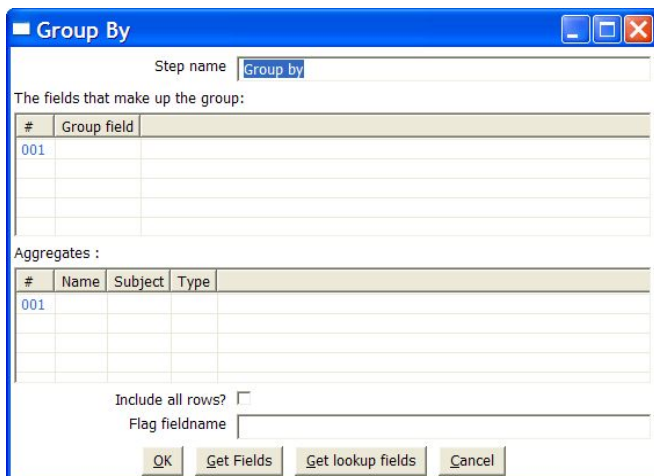 Group By
Step name Group by
The fields that make up the group:
# Group field
001
Aggregates :
# Name Subject Type
001
Include all rows?
Flag fieldname
OK Get Fields Get lookup fields Cancel